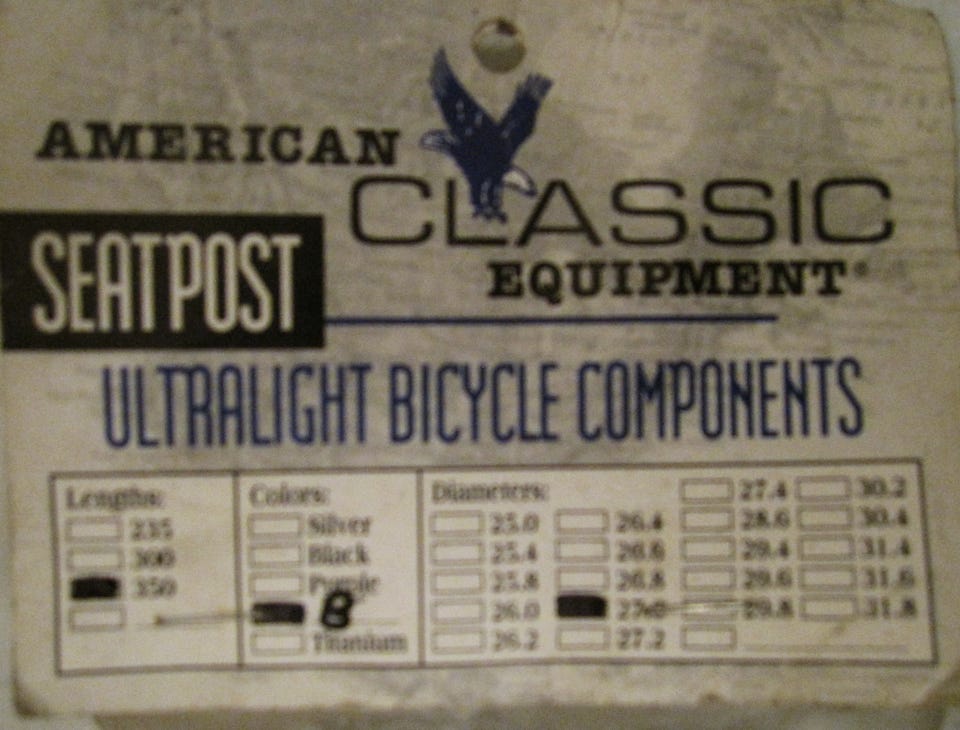 AMERICAN
CLASSIC
EQUIPMENT®
SEATPOST
ULTRALIGHT BICYCLE COMPONENTS
Lengths:
235
300
350
Colors:
Silver
Black
Purple
B
Titanium
Diameters:
25.0
25.4
25.8
26.0
26.2
26.4
26.6
26.8
27.0
27.2
27.4
28.6
29.4
29.6
29.8
30.2
30.4
31.4
31.6
31.8